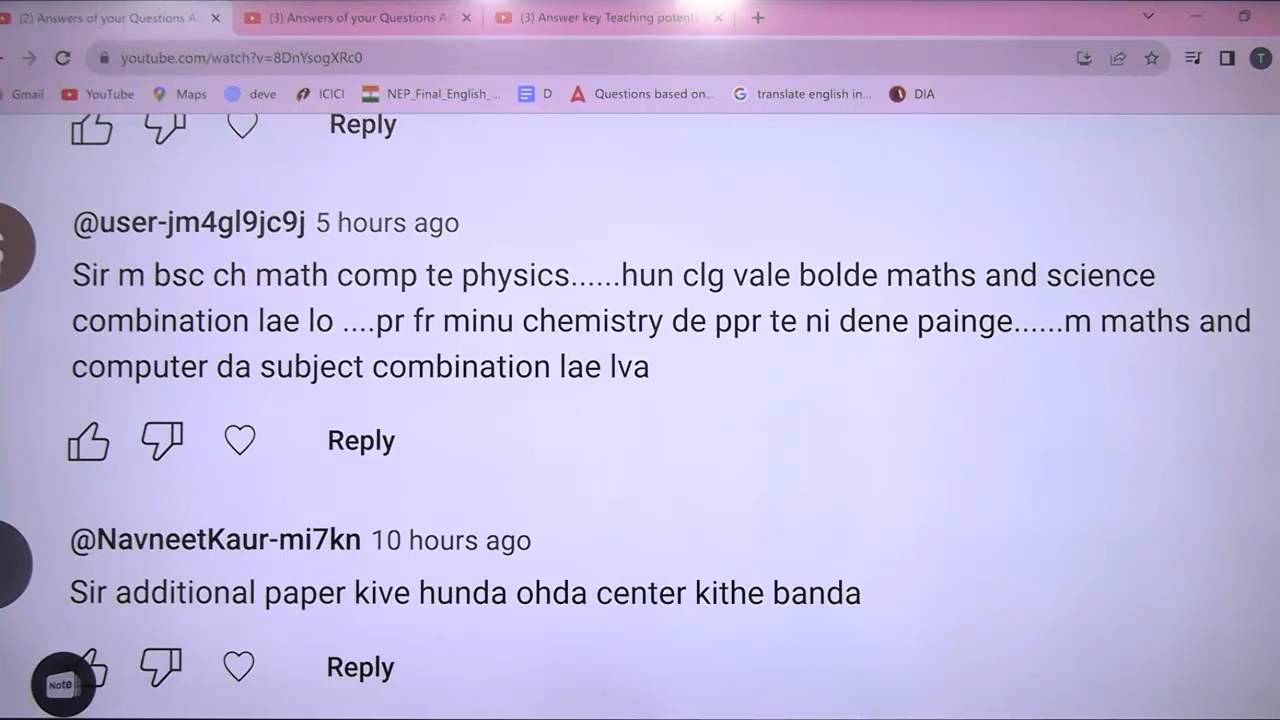 (2) Answers of your Questions A
(3) Answers of your Questions A
(3) Answer key Teaching potenti
youtube.com/watch?v=8DnYsogXRc0
T
Gmail
YouTube
Maps
deve
ICICI
NEP_Final_English_...
D
Questions based on...
translate english in...
DIA
Reply
@user-jm4gl9jc9j 5 hours ago
Sir m bsc ch math comp te physics......hun clg vale bolde maths and science
combination lae lo ....pr fr minu chemistry de ppr te ni dene painge......m maths and
computer da subject combination lae lva
Reply
@NavneetKaur-mi7kn 10 hours ago
Sir additional paper kive hunda ohda center kithe banda
Reply
Note